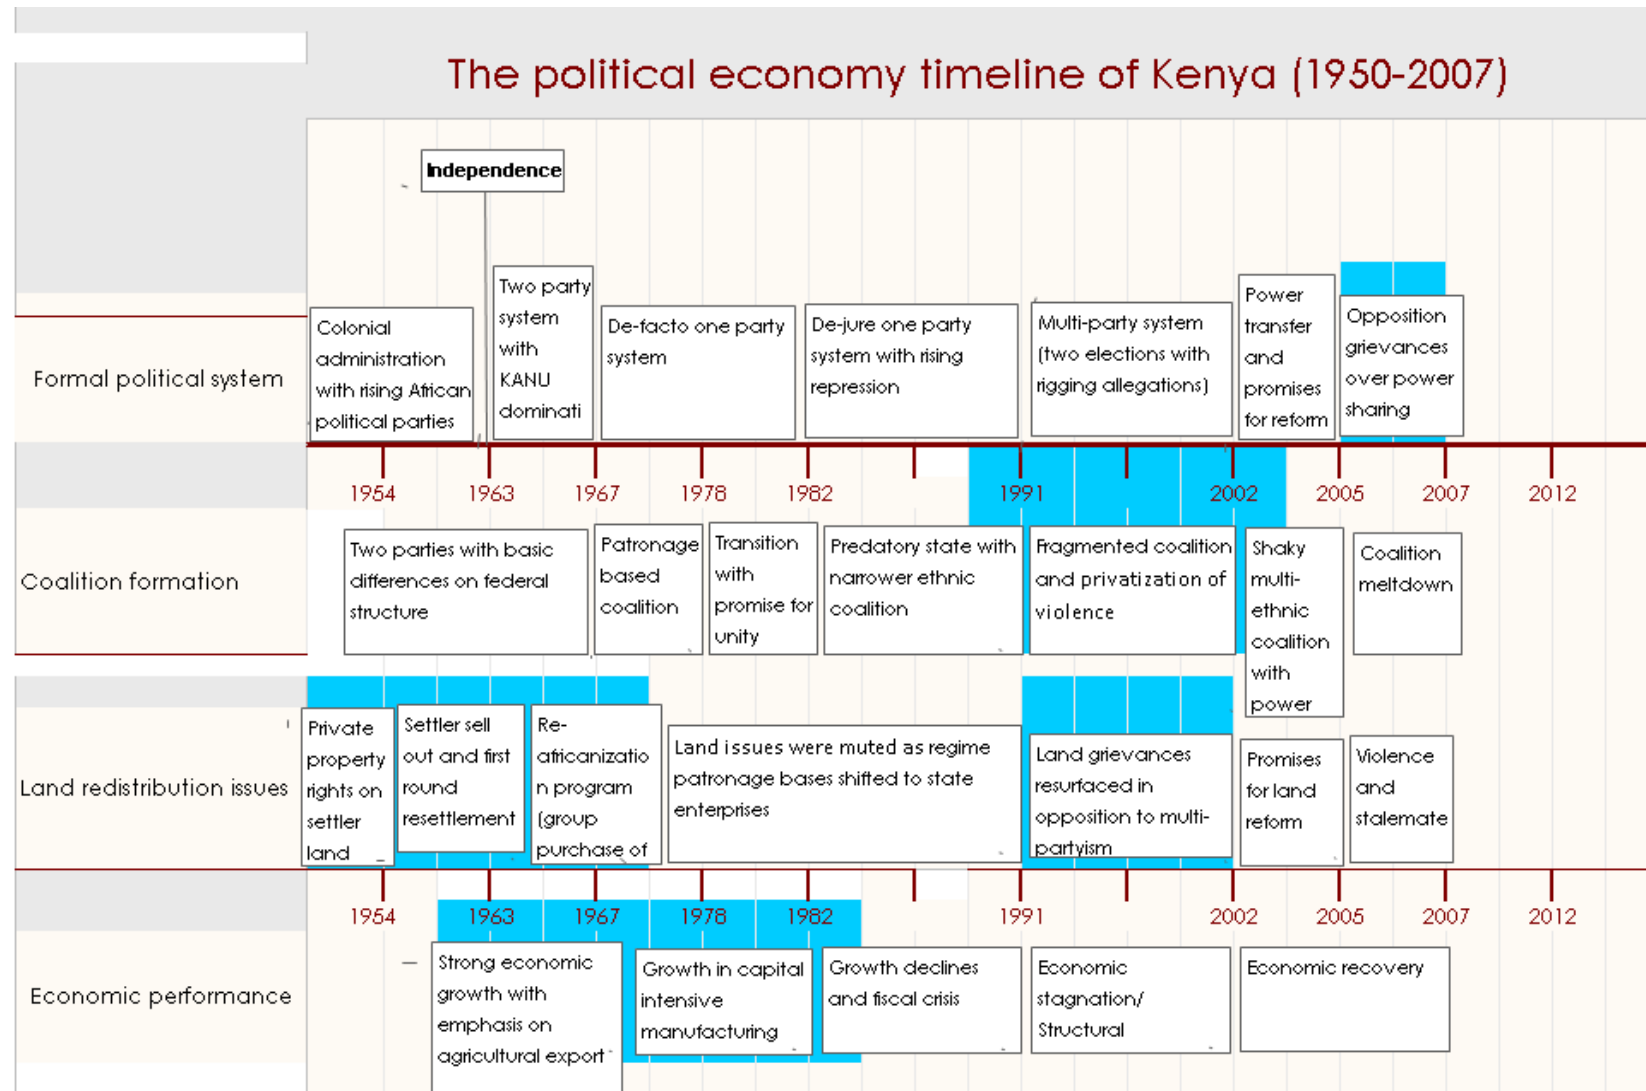 The political economy timeline of Kenya (1950-2007)
Independence
Formal political system
Colonial
administration
with rising African
political parties
Two party
system
with
KANU
dominati
De-facto one party
system
De-jure one party
system with rising
repression
Multi-party system
(two elections with
rigging allegations)
Power
transfer
and
promises
for reform
Opposition
grievances
over power
sharing
1954 1963 1967 1978 1982 1991 2002 2005 2007 2012
Coalition formation
Two parties with basic
differences on federal
structure
Patronage
based
coalition
Transition
with
promise for
unity
Predatory state with
narrower ethnic
coalition
Fragmented coalition
and privatization of
violence
Shaky
multi-
ethnic
coalition
with
power
Coalition
meltdown
Land redistribution issues
Private
property
rights on
settler
land
Settler sell
out and first
round
resettlement
Re-
africanizatio
n program
(group
purchase of
Land issues were muted as regime
patronage bases shifted to state
enterprises
Land grievances
resurfaced in
opposition to multi-
partyism
Promises
for land
reform
Violence
and
stalemate
1954 1963 1967 1978 1982 1991 2002 2005 2007 2012
Economic performance
Strong economic
growth with
emphasis on
agricultural export
Growth in capital
intensive
manufacturing
Growth declines
and fiscal crisis
Economic
stagnation/
Structural
Economic recovery